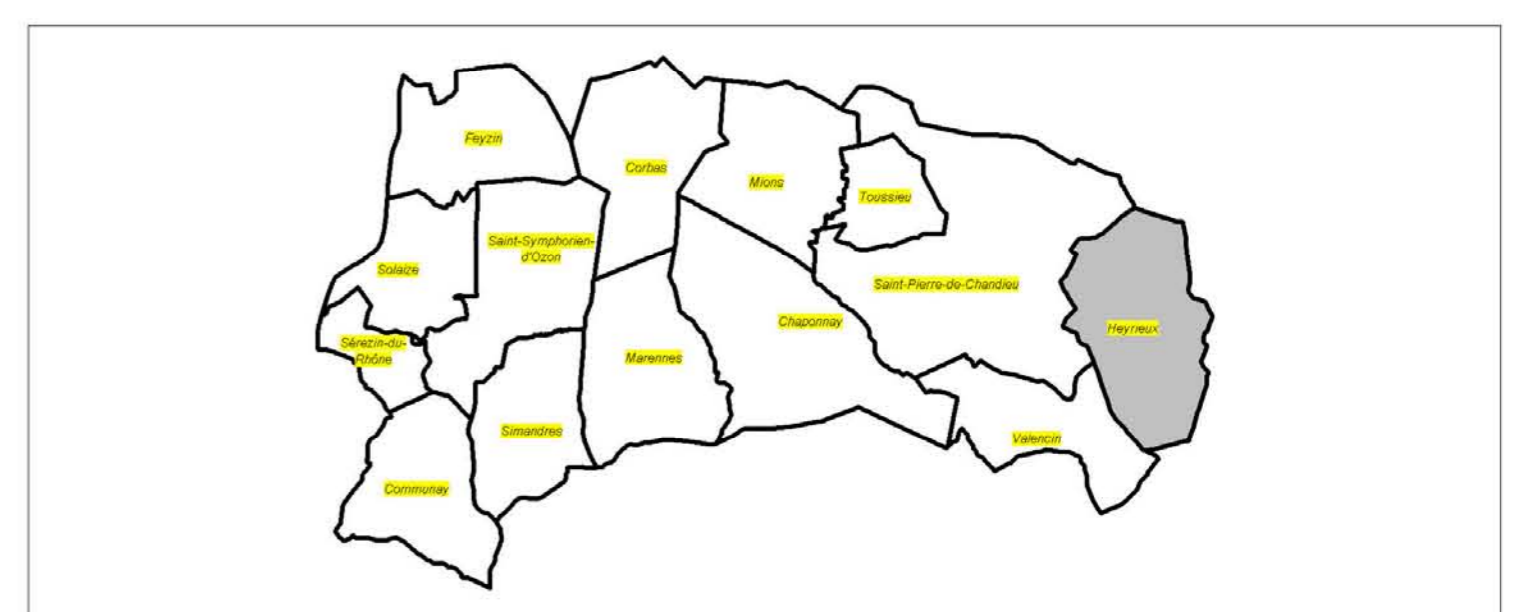 Feyzin
Corbas
Mions
Toussieu
Saint-Symphorien-
d'Ozon
Solaize
Saint-Pierre-de-Chandieu
Chaponnay
Heyrieux
Sérezin-du-
Rhône
Marennes
Simandres
Valencin
Communay